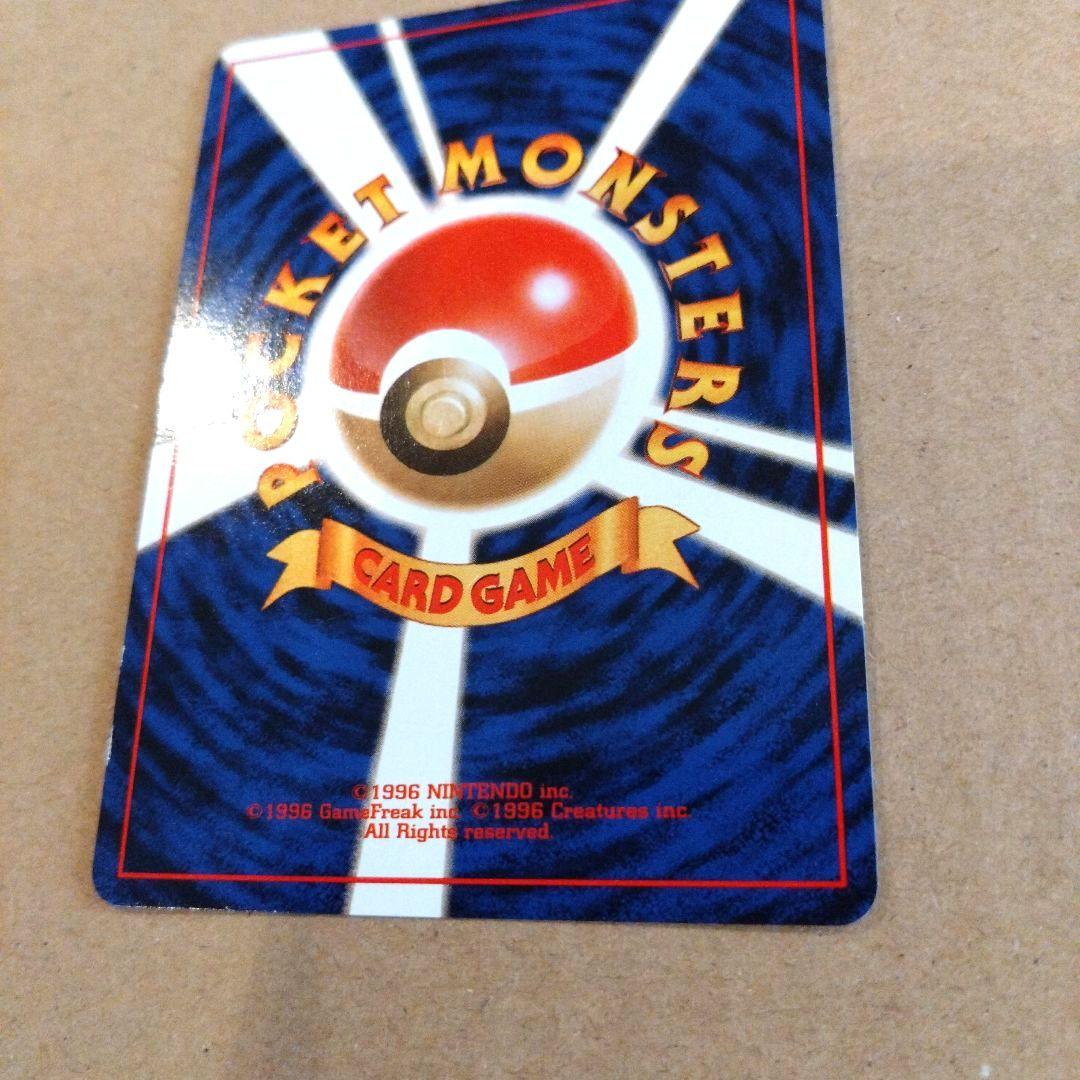 POCKET MONSTERS
CARD GAME
©1996 NINTENDO inc.
©1996 GameFreak inc. ©1996 Creatures inc.
All Rights reserved.